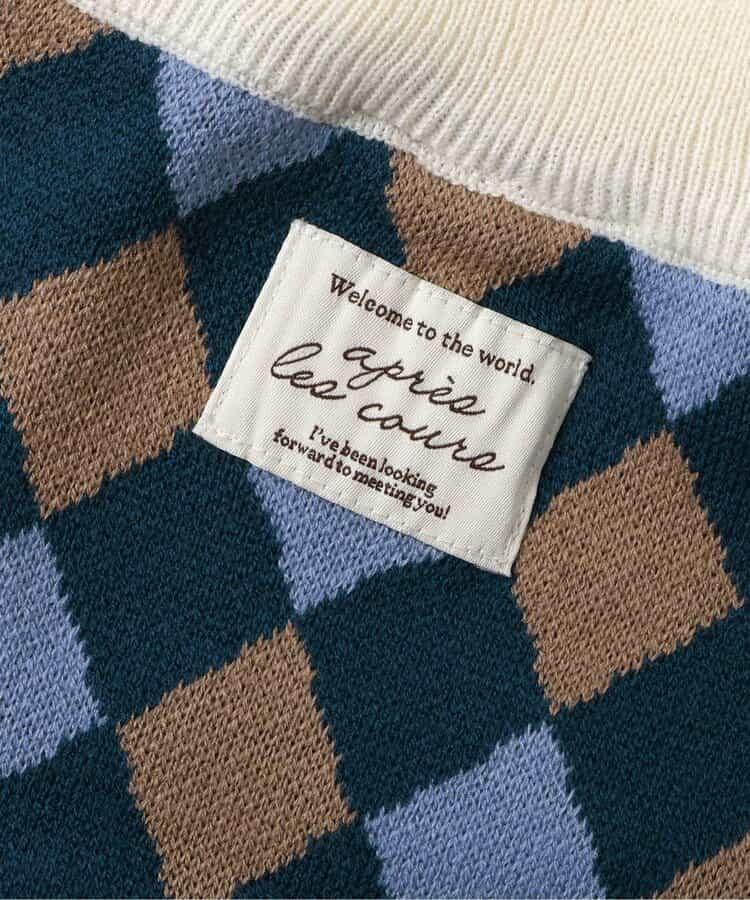 Welcome to the world.
après
les cours
I've been looking
forward to meeting you!